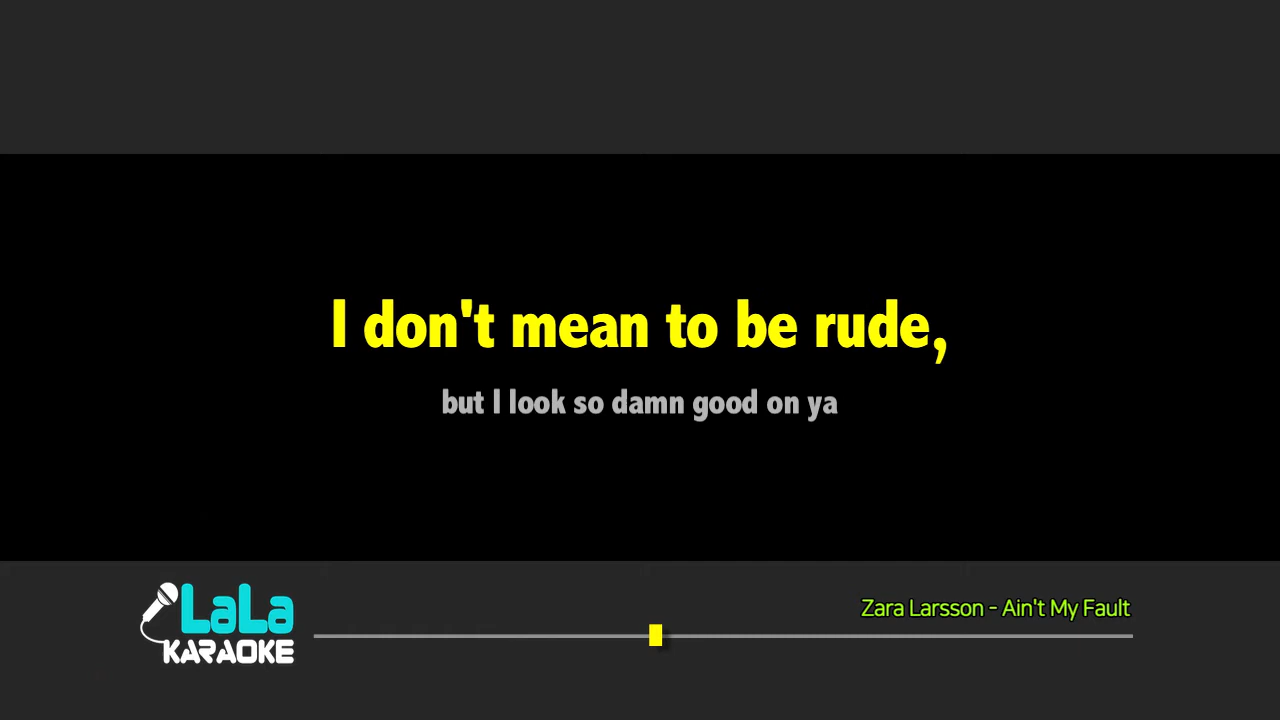 I don't mean to be rude,
but I look so damn good on ya
LaLa
KARAOKE
Zara Larsson - Ain't My Fault